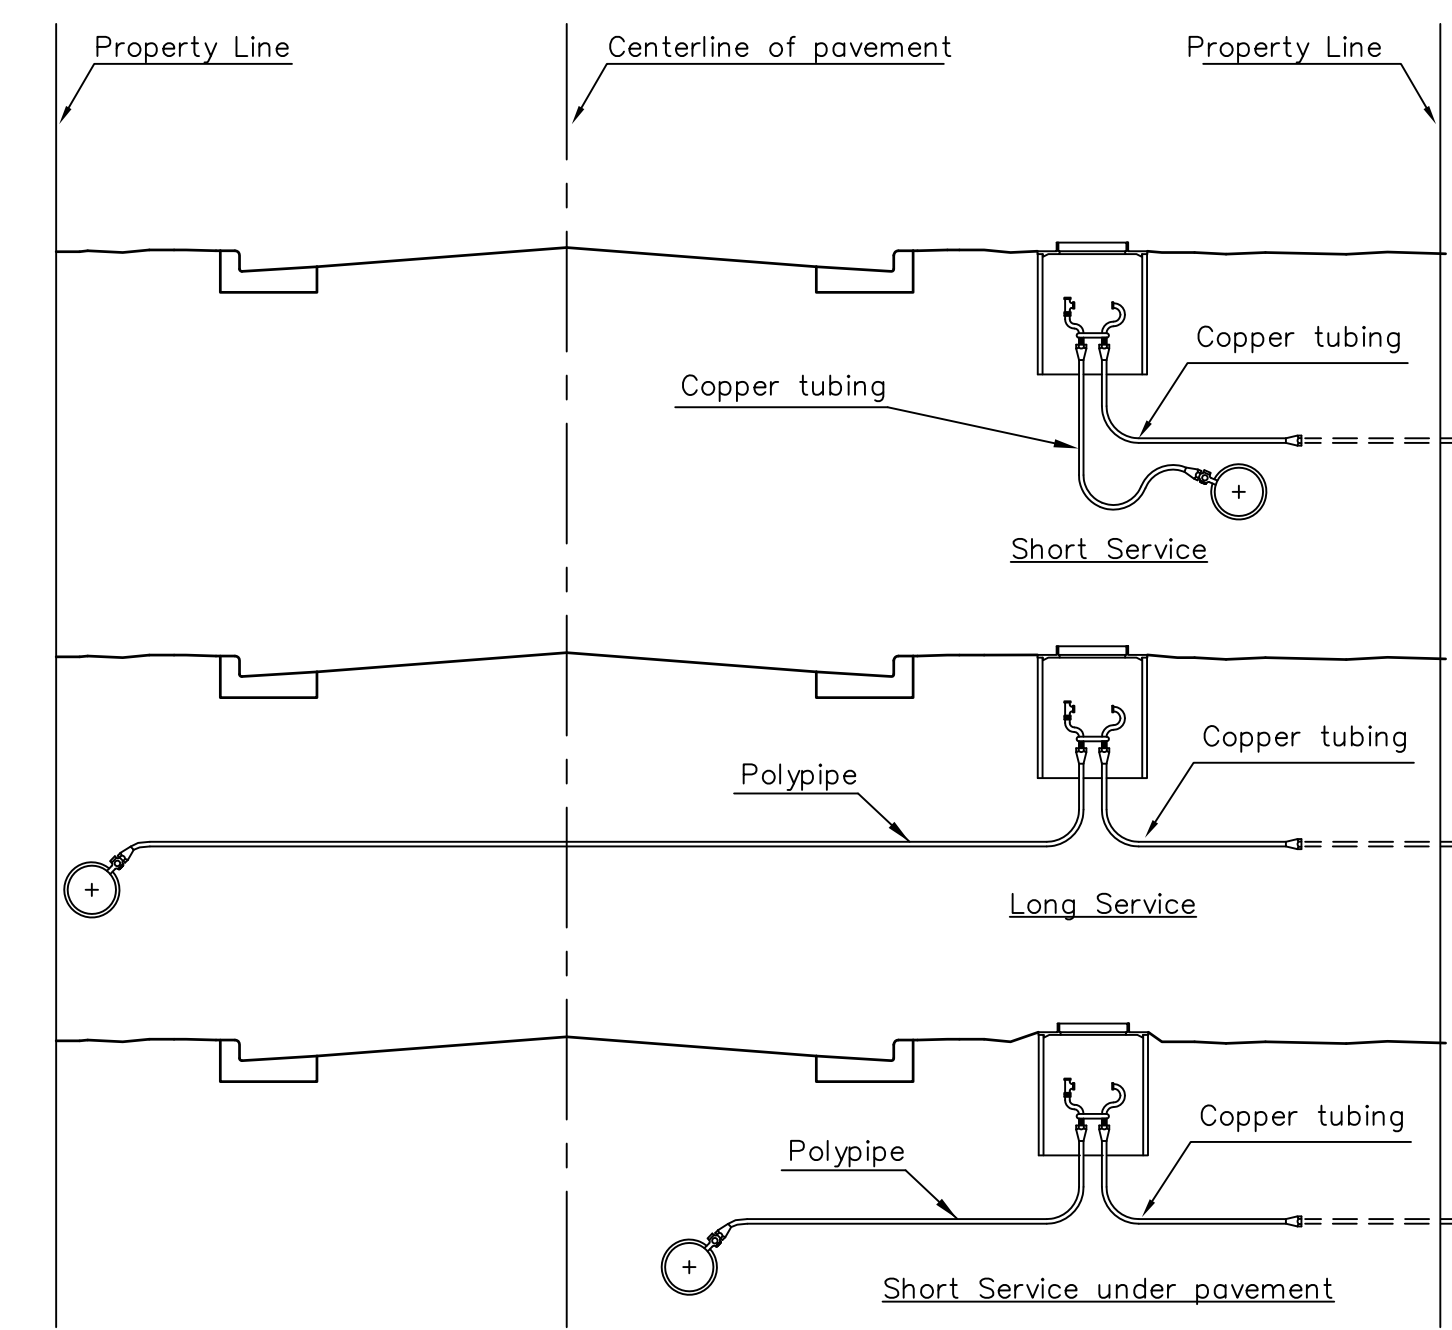 Property Line
Centerline of pavement
Property Line
Copper tubing
Copper tubing
Short Service
Copper tubing
Polypipe
Long Service
Copper tubing
Polypipe
Short Service under pavement